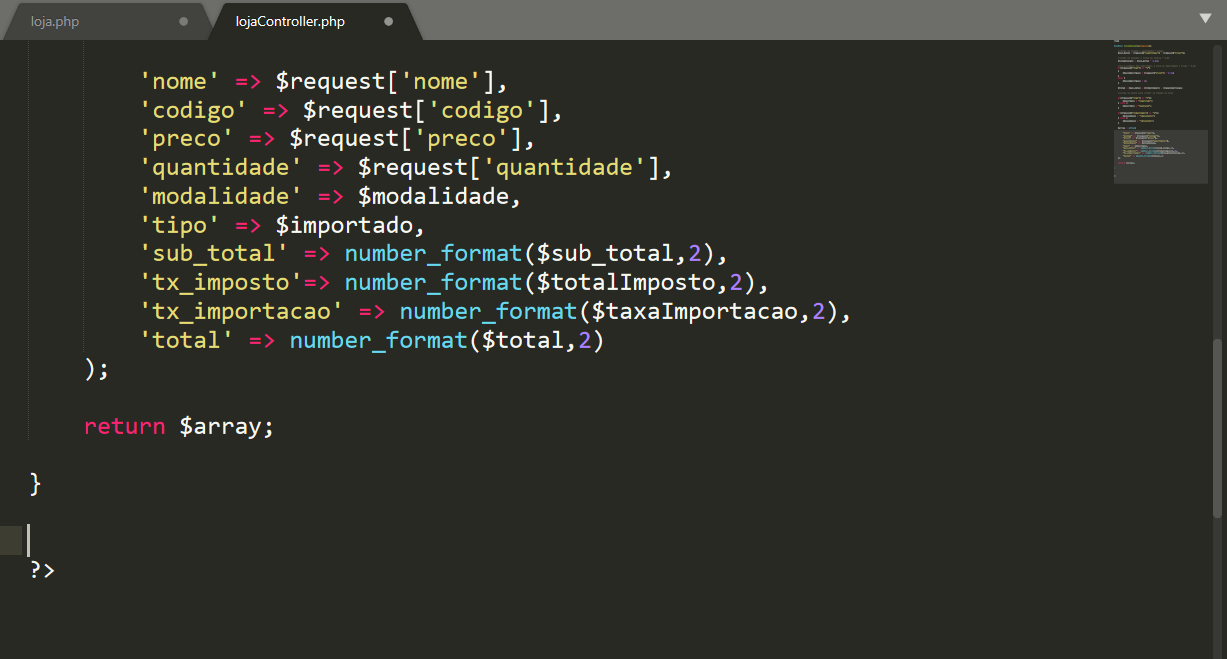 loja.php
lojaController.php
'nome' => $request['nome'],
'codigo' => $request['codigo'],
'preco' => $request['preco'],
'quantidade' => $request['quantidade'],
'modalidade' => $modalidade,
'tipo' => $importado,
'sub_total' => number_format($sub_total,2),
'tx_imposto'=> number_format($totalImposto,2),
'tx_importacao' => number_format($taxaImportacao,2),
'total' => number_format($total,2)
);
return $array;
}
?>